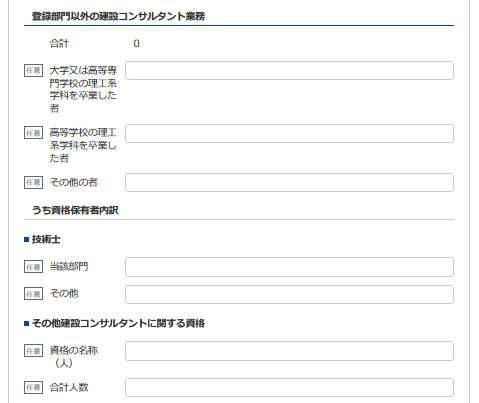 登録部門以外の建設コンサルタント業務
合計 0
任意 大学又は高等専
門学校の理工系
学科を卒業した
者
任意 高等学校の理工
系学科を卒業し
た者
任意 その他の者
うち資格保有者内訳
技術士
任意 当該部門
任意 その他
その他建設コンサルタントに関する資格
任意 資格の名称
（人）
任意 合計人数